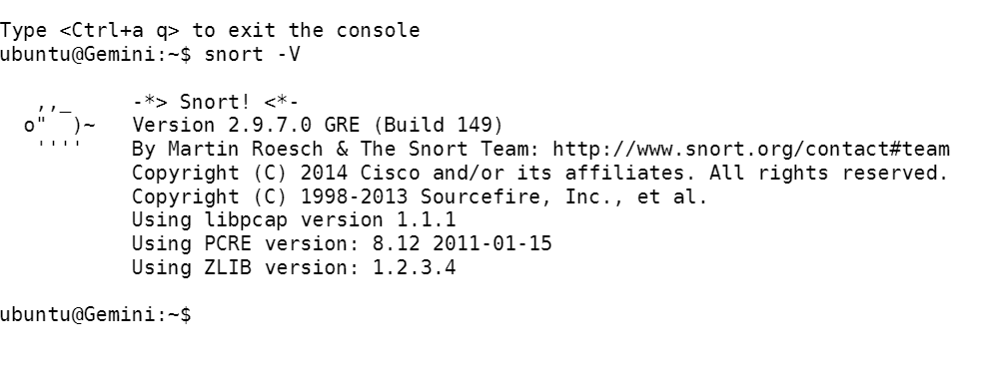 Type <Ctrl+a q> to exit the console
ubuntu@Gemini:~$ snort -V
   ,,_     -*> Snort! <*-
  o"  )~   Version 2.9.7.0 GRE (Build 149)
   ''''    By Martin Roesch & The Snort Team: http://www.snort.org/contact#team
           Copyright (C) 2014 Cisco and/or its affiliates. All rights reserved.
           Copyright (C) 1998-2013 Sourcefire, Inc., et al.
           Using libpcap version 1.1.1
           Using PCRE version: 8.12 2011-01-15
           Using ZLIB version: 1.2.3.4
ubuntu@Gemini:~$